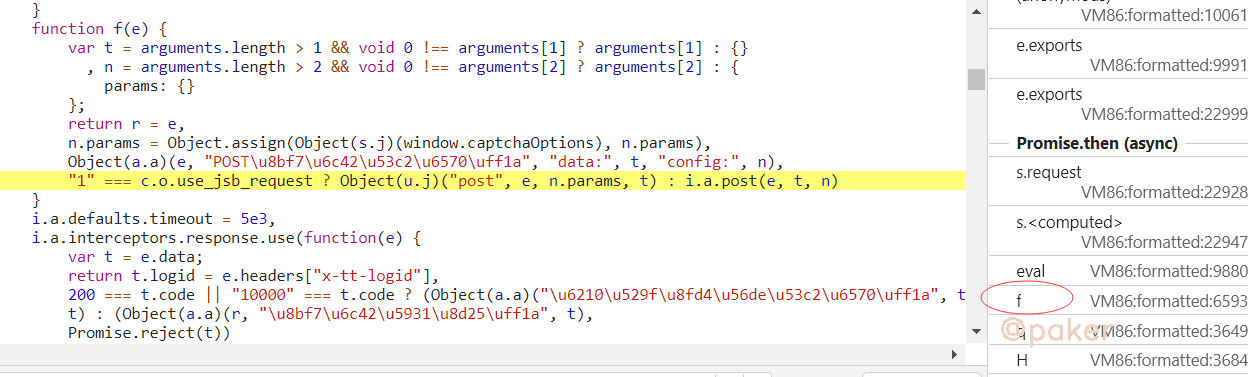 }
function f(e) {
var t = arguments.length > 1 && void 0 !== arguments[1] ? arguments[1] : {}
, n = arguments.length > 2 && void 0 !== arguments[2] ? arguments[2] : {
params: {}
};
return r = e,
n.params = Object.assign(Object(s.j)(window.captchaOptions), n.params),
Object(a.a)(e, "POST\u8bf7\u6c42\u53c2\u6570\uff1a", "data:", t, "config:", n),
"1" === c.o.use_jsb_request ? Object(u.j)("post", e, n.params, t) : i.a.post(e, t, n)
}
i.a.defaults.timeout = 5e3,
i.a.interceptors.response.use(function(e) {
var t = e.data;
return t.logid = e.headers["x-tt-logid"],
200 === t.code || "10000" === t.code ? (Object(a.a)("\u6210\u529f\u8fd4\u56de\u53c2\u6570\uff1a", t
t) : (Object(a.a)(r, "\u8bf7\u6c42\u5931\u8d25\uff1a", t),
Promise.reject(t))
VM86:formatted:10061
e.exports
VM86:formatted:9991
e.exports
VM86:formatted:22999
Promise.then (async)
s.request
VM86:formatted:22928
s.<computed>
VM86:formatted:22947
eval VM86:formatted:9880
f VM86:formatted:6593
@paker
VM86:formatted:3649
H VM86:formatted:3684